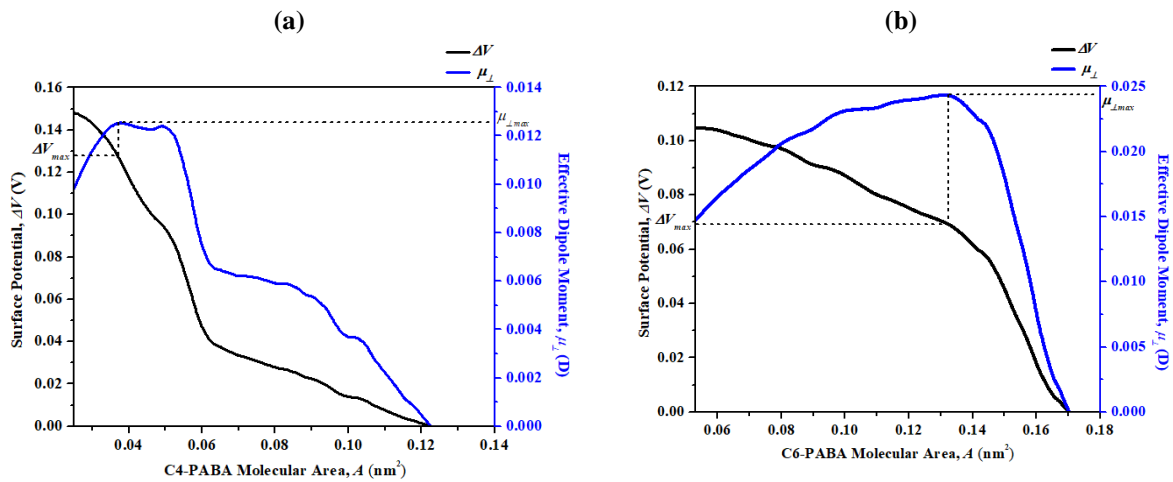 (a)
ΔV
μ⊥
0.16
0.14
0.12
0.10
0.08
0.06
0.04
0.02
0.00
Surface Potential, ΔV (V)
ΔVmax
μ⊥max
0.014
0.012
0.010
0.008
0.006
0.004
0.002
0.000
Effective Dipole Moment, μ⊥ (D)
0.04 0.06 0.08 0.10 0.12 0.14
C4-PABA Molecular Area, A (nm²)
(b)
ΔV
μ⊥
0.12
0.10
0.08
0.06
0.04
0.02
0.00
Surface Potential, ΔV (V)
ΔVmax
μ⊥max
0.025
0.020
0.015
0.010
0.005
0.000
Effective Dipole Moment, μ⊥ (D)
0.06 0.08 0.10 0.12 0.14 0.16 0.18
C6-PABA Molecular Area, A (nm²)